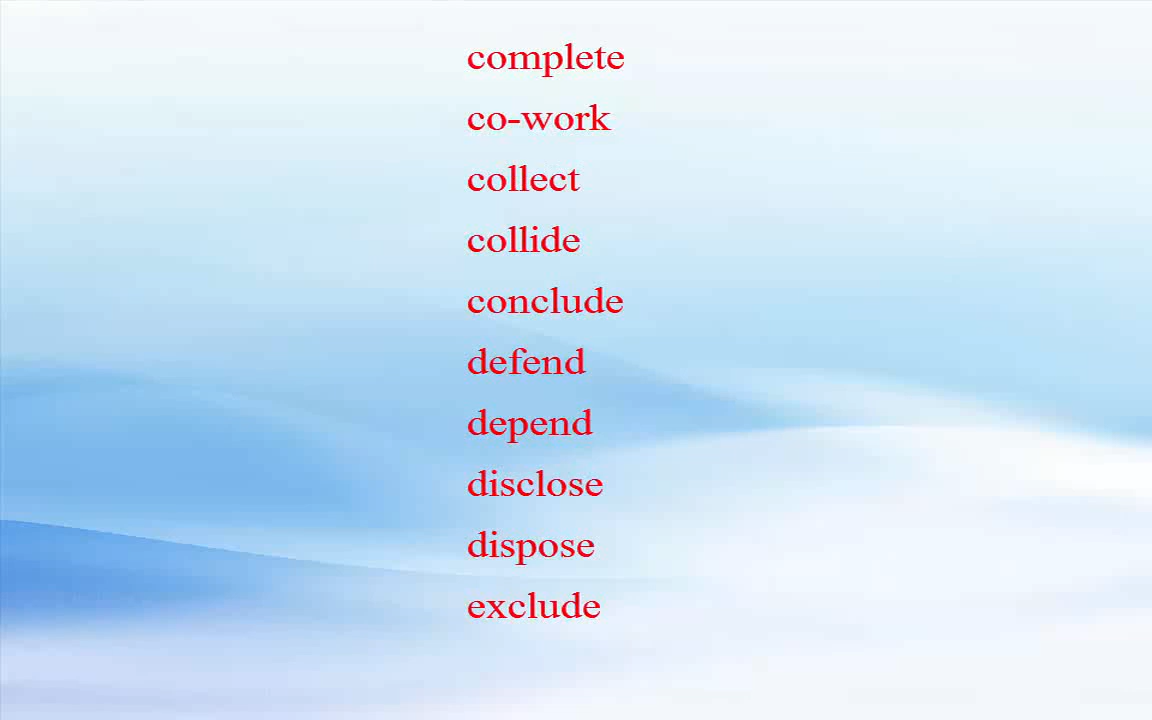 complete
co-work
collect
collide
conclude
defend
depend
disclose
dispose
exclude